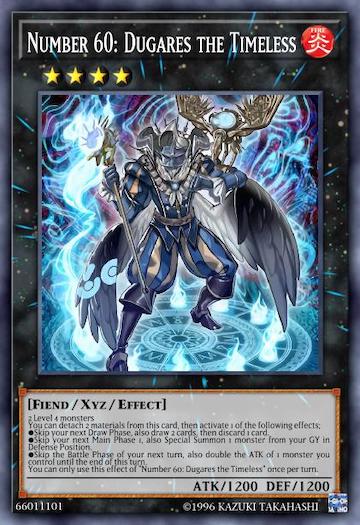 NUMBER 60: DUGARES THE TIMELESS
FIRE
炎
[FIEND / XYZ / EFFECT]
2 Level 4 monsters
You can detach 2 materials from this card, then activate 1 of the following effects;
●Skip your next Draw Phase, also draw 2 cards, then discard 1 card.
●Skip your next Main Phase 1, also Special Summon 1 monster from your GY in
Defense Position.
●Skip the Battle Phase of your next turn, also double the ATK of 1 monster you
control until the end of this turn.
You can only use this effect of "Number 60: Dugares the Timeless" once per turn.
ATK/1200 DEF/1200
66011101
©1996 KAZUKI TAKAHASHI